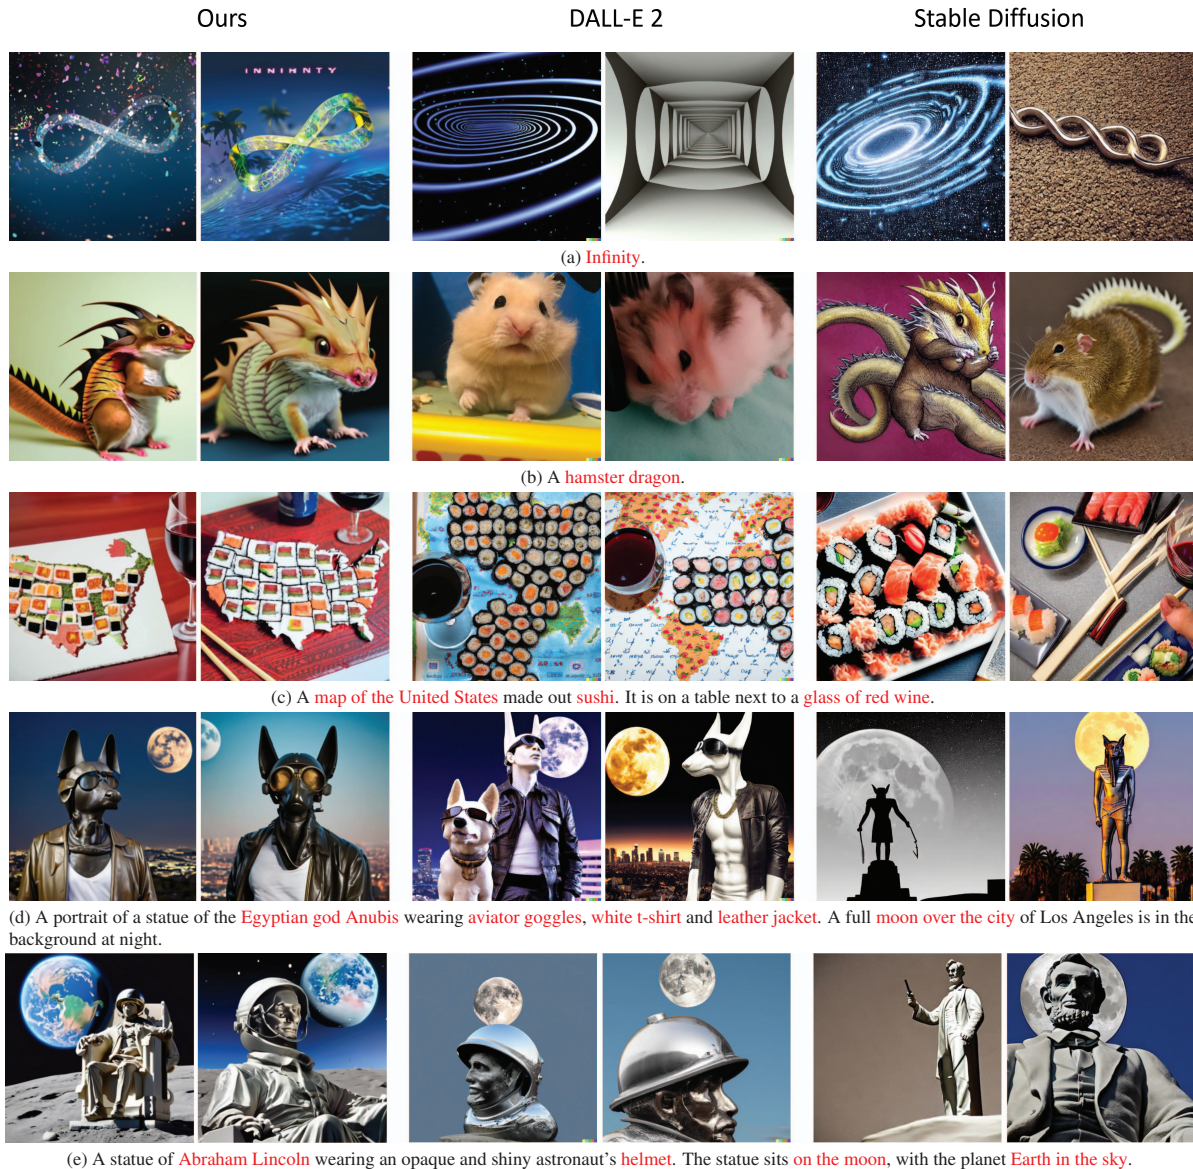 Ours
DALL-E 2
Stable Diffusion
INNIHNTY
(a) Infinity.
(b) A hamster dragon.
(c) A map of the United States made out sushi. It is on a table next to a glass of red wine.
(d) A portrait of a statue of the Egyptian god Anubis wearing aviator goggles, white t-shirt and leather jacket. A full moon over the city of Los Angeles is in the
background at night.
(e) A statue of Abraham Lincoln wearing an opaque and shiny astronaut's helmet. The statue sits on the moon, with the planet Earth in the sky.